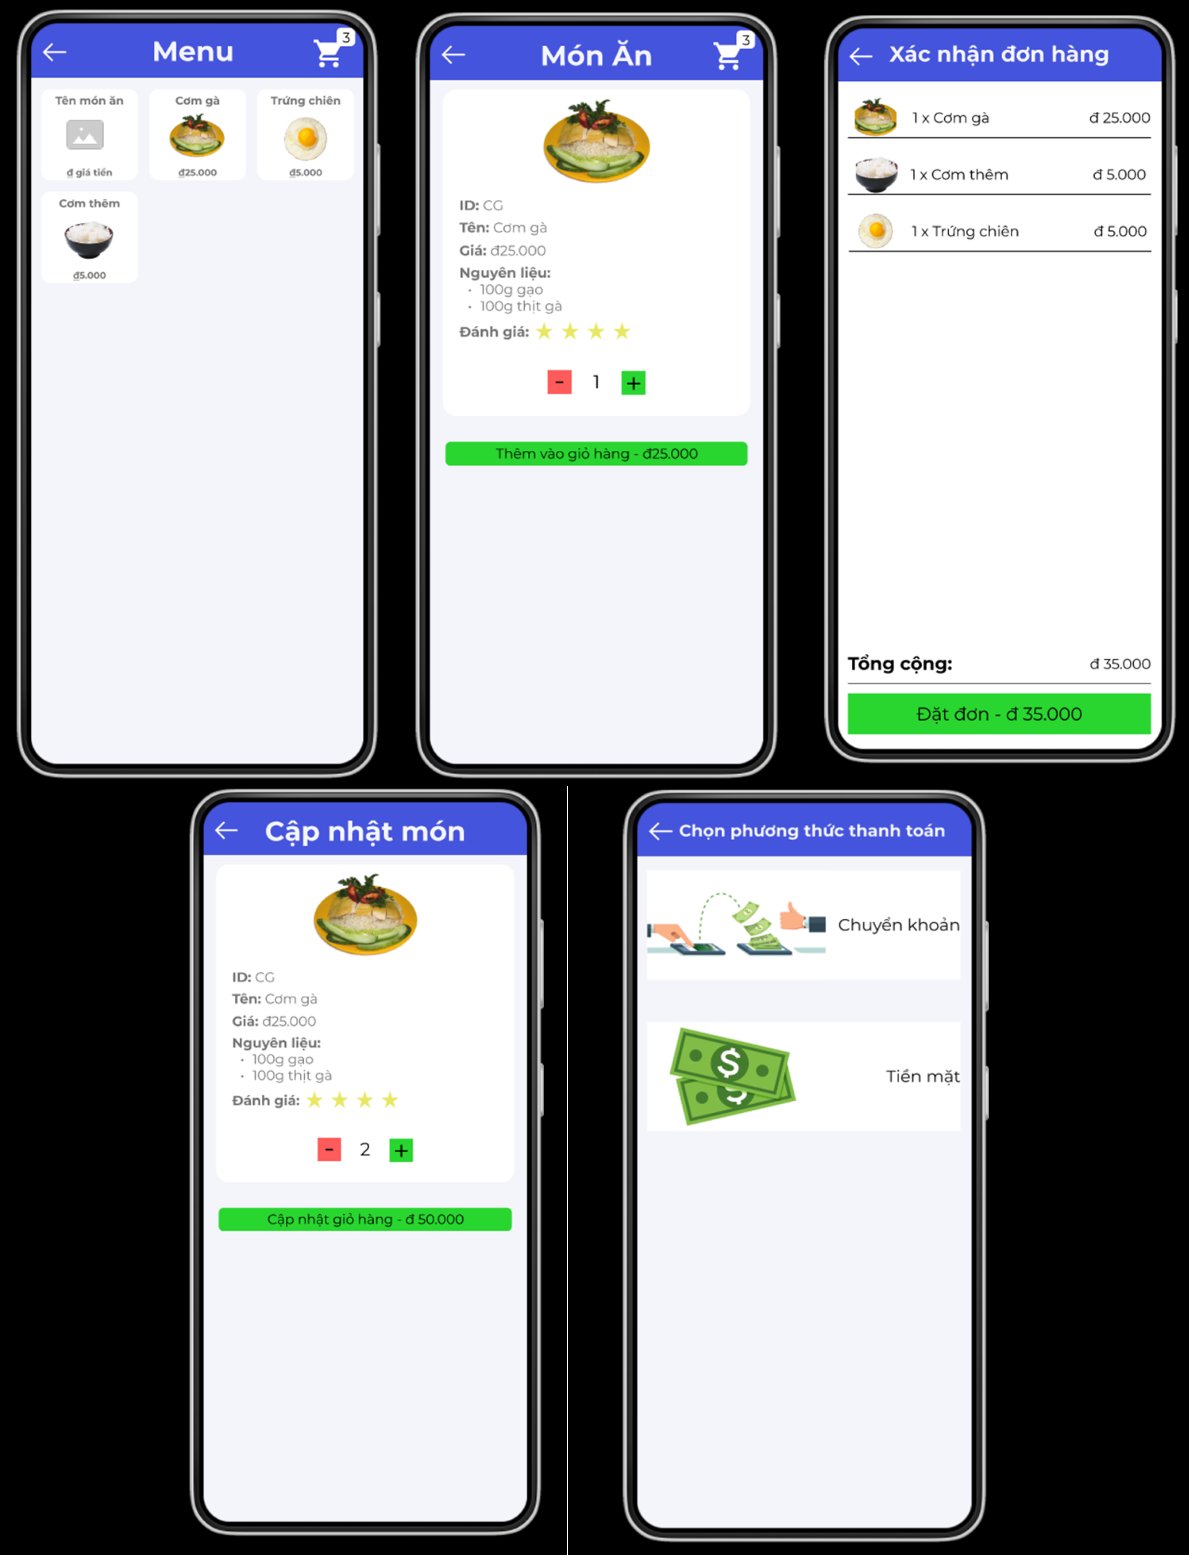 Menu
3
Tên món ăn
Cơm gà
Trứng chiên
₫ giá tiền
₫25.000
₫5.000
Cơm thêm
₫5.000
Món Ăn
3
ID: CG
Tên: Cơm gà
Giá: đ25.000
Nguyên liệu:
• 100g gạo
• 100g thịt gà
Đánh giá: ★ ★ ★ ★
- 1 +
Thêm vào giỏ hàng - đ25.000
Xác nhận đơn hàng
1 x Cơm gà đ 25.000
1 x Cơm thêm đ 5.000
1 x Trứng chiên đ 5.000
Tổng cộng: đ 35.000
Đặt đơn - đ 35.000
Cập nhật món
ID: CG
Tên: Cơm gà
Giá: đ25.000
Nguyên liệu:
• 100g gạo
• 100g thịt gà
Đánh giá: ★ ★ ★ ★
- 2 +
Cập nhật giỏ hàng - đ 50.000
Chọn phương thức thanh toán
Chuyển khoản
$
$
Tiền mặt